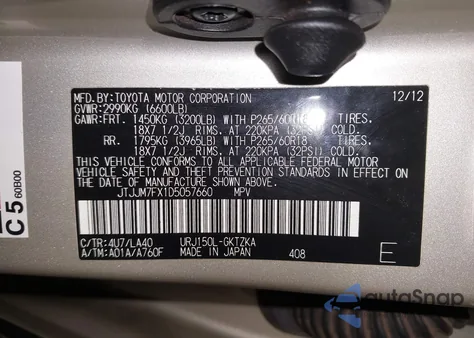 MFD. BY: TOYOTA MOTOR CORPORATION 12/12
GVWR: 2990KG (6600LB)
GAWR: FRT. 1450KG (3200LB) WITH P265/60R18 TIRES.
18X7 1/2J RIMS, AT 220KPA (32PSI) COLD.
RR. 1795KG (3965LB) WITH P265/60R18 TIRES.
18X7 1/2J RIMS, AT 220KPA (32PSI) COLD.
THIS VEHICLE CONFORMS TO ALL APPLICABLE FEDERAL MOTOR
VEHICLE SAFETY AND THEFT PREVENTION STANDARDS IN EFFECT
ON THE DATE OF MANUFACTURE SHOWN ABOVE.
JTJJM7FX1D5057660 MPV
C/TR: 4U7/LA40 URJ150L-GKTZKA
A/TM: A01A/A760F MADE IN JAPAN 408 E
C 5
60B00
autoSnap